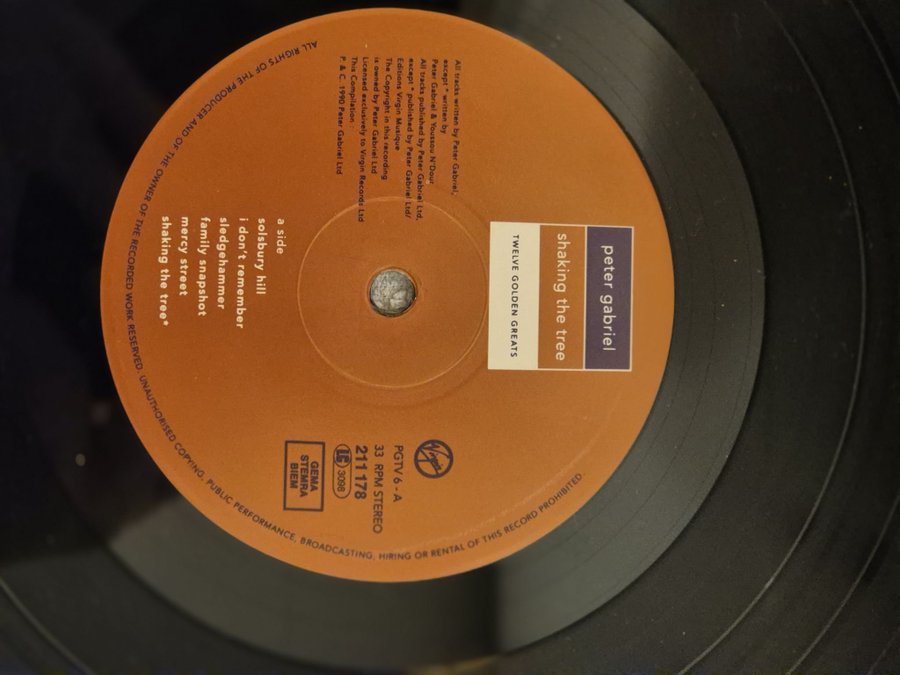 peter gabriel
shaking the tree
TWELVE GOLDEN GREATS
All tracks written by Peter Gabriel,
except * written by
Peter Gabriel & Youssou N'Dour
All tracks published by Peter Gabriel Ltd,
except * published by Peter Gabriel Ltd/
Editions Virgin Musique
The Copyright in this recording
is owned by Peter Gabriel Ltd
Licensed exclusively to Virgin Records Ltd
This Compilation :
P. & C. 1990 Peter Gabriel Ltd
Virgin
PGTV 6 - A
33 RPM STEREO
211 178
LC 3098
GEMA
STEMRA
BIEM
a side
solsbury hill
i don't remember
sledgehammer
family snapshot
mercy street
shaking the tree*
ALL RIGHTS OF THE PRODUCER AND OF THE OWNER OF THE RECORDED WORK RESERVED. UNAUTHORISED COPYING, PUBLIC PERFORMANCE, BROADCASTING, HIRING OR RENTAL OF THIS RECORD PROHIBITED.